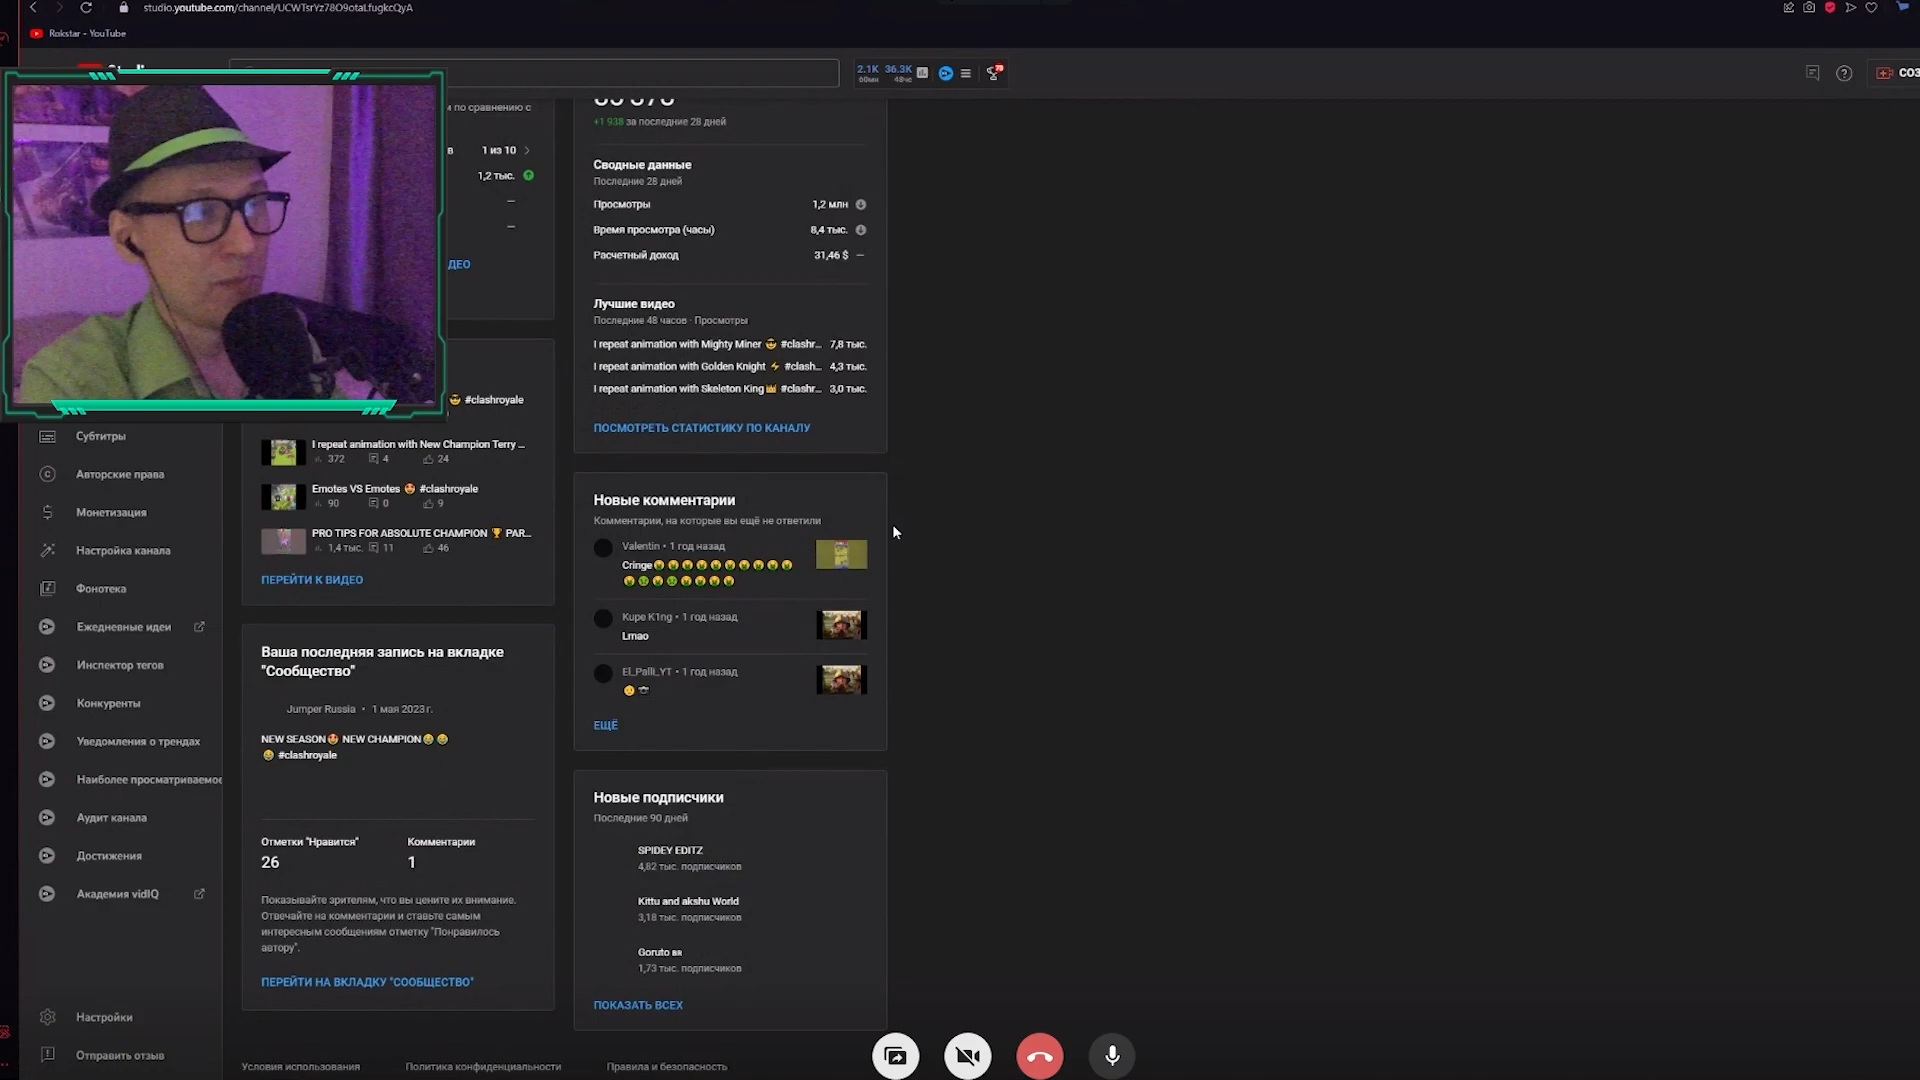 studio.youtube.com/channel/UCWTsrYz78O9otaLfugkcQyA
Rokstar - YouTube
2.1K 36.3K
60мин 48че
70
СОЗ
м по сравнению с
в 1 из 10
1,2 тыс.
—
—
ДЕО
+1 938 за последние 28 дней
Сводные данные
Последние 28 дней
Просмотры 1,2 млн
Время просмотра (часы) 8,4 тыс.
Расчетный доход 31,46 $ —
Лучшие видео
Последние 48 часов · Просмотры
I repeat animation with Mighty Miner 😎 #clashr... 7,8 тыс.
I repeat animation with Golden Knight ⚡ #clash... 4,3 тыс.
I repeat animation with Skeleton King 👑 #clashr... 3,0 тыс.
ПОСМОТРЕТЬ СТАТИСТИКУ ПО КАНАЛУ
😎 #clashroyale
I repeat animation with New Champion Terry ...
372 4 24
Emotes VS Emotes 🤩 #clashroyale
90 0 9
PRO TIPS FOR ABSOLUTE CHAMPION 🏆 PAR...
1,4 тыс. 11 46
ПЕРЕЙТИ К ВИДЕО
Субтитры
Авторские права
Монетизация
Настройка канала
Фонотека
Ежедневные идеи
Инспектор тегов
Конкуренты
Уведомления о трендах
Наиболее просматриваемое
Аудит канала
Достижения
Академия vidIQ
Настройки
Отправить отзыв
Новые комментарии
Комментарии, на которые вы ещё не ответили
Valentin • 1 год назад
Cringe
Kupe K1ng • 1 год назад
Lmao
El_Palli_YT • 1 год назад
ЕЩЁ
Ваша последняя запись на вкладке
"Сообщество"
Jumper Russia • 1 мая 2023 г.
NEW SEASON🤩 NEW CHAMPION😭😭
😭 #clashroyale
Отметки "Нравится" Комментарии
26 1
Показывайте зрителям, что вы цените их внимание.
Отвечайте на комментарии и ставьте самым
интересным сообщениям отметку "Понравилось
автору".
ПЕРЕЙТИ НА ВКЛАДКУ "СООБЩЕСТВО"
Новые подписчики
Последние 90 дней
SPIDEY EDITZ
4,82 тыс. подписчиков
Kittu and akshu World
3,18 тыс. подписчиков
Goruto
1,73 тыс. подписчиков
ПОКАЗАТЬ ВСЕХ
Условия использования Политика конфиденциальности Правила и безопасность